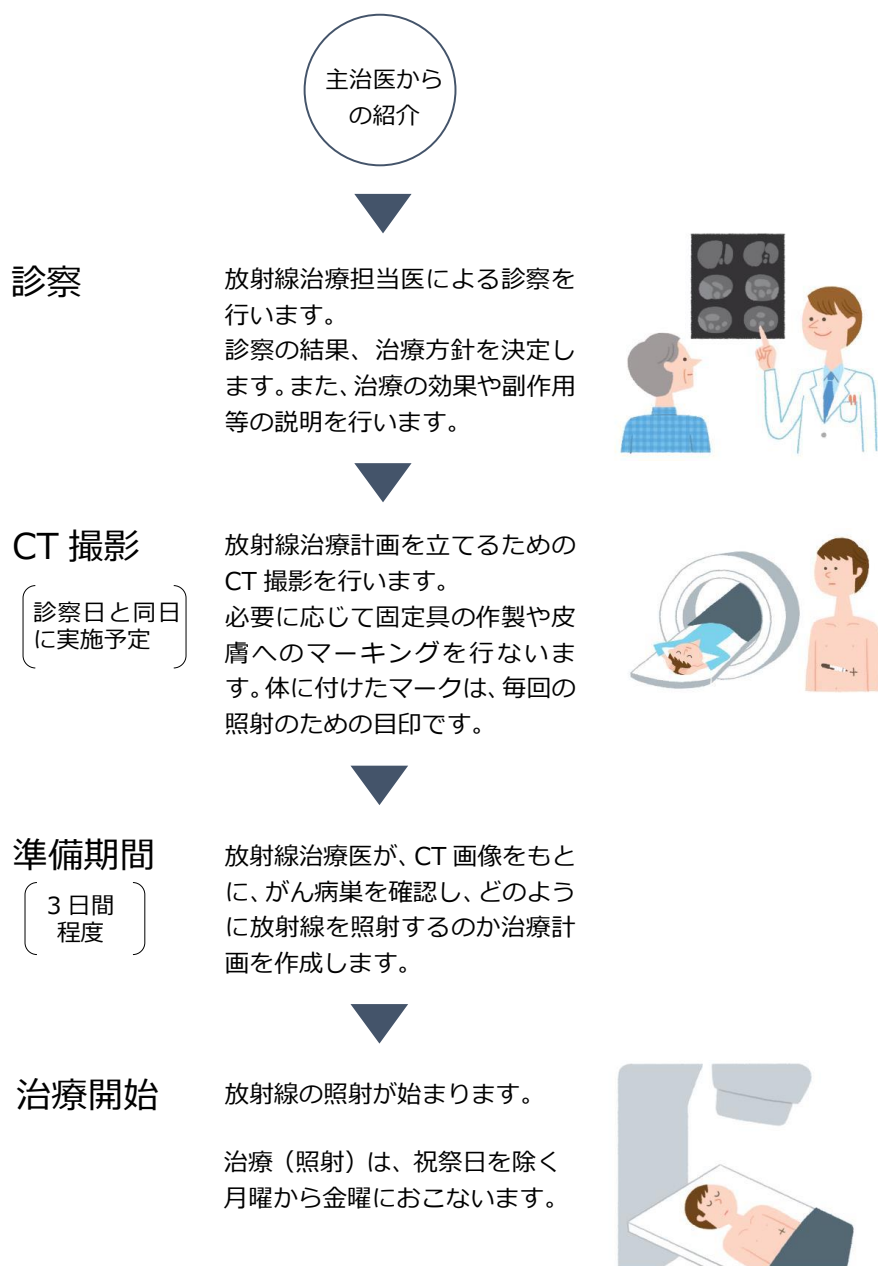 主治医から
の紹介
診察
放射線治療担当医による診察を
行います。
診察の結果、治療方針を決定し
ます。また、治療の効果や副作用
等の説明を行います。
CT 撮影
診察日と同日
に実施予定
放射線治療計画を立てるための
CT 撮影を行います。
必要に応じて固定具の作製や皮
膚へのマーキングを行ないま
す。体に付けたマークは、毎回の
照射のための目印です。
準備期間
3 日間
程度
放射線治療医が、CT 画像をもと
に、がん病巣を確認し、どのよう
に放射線を照射するのか治療計
画を作成します。
治療開始
放射線の照射が始まります。
治療（照射）は、祝祭日を除く
月曜から金曜におこないます。